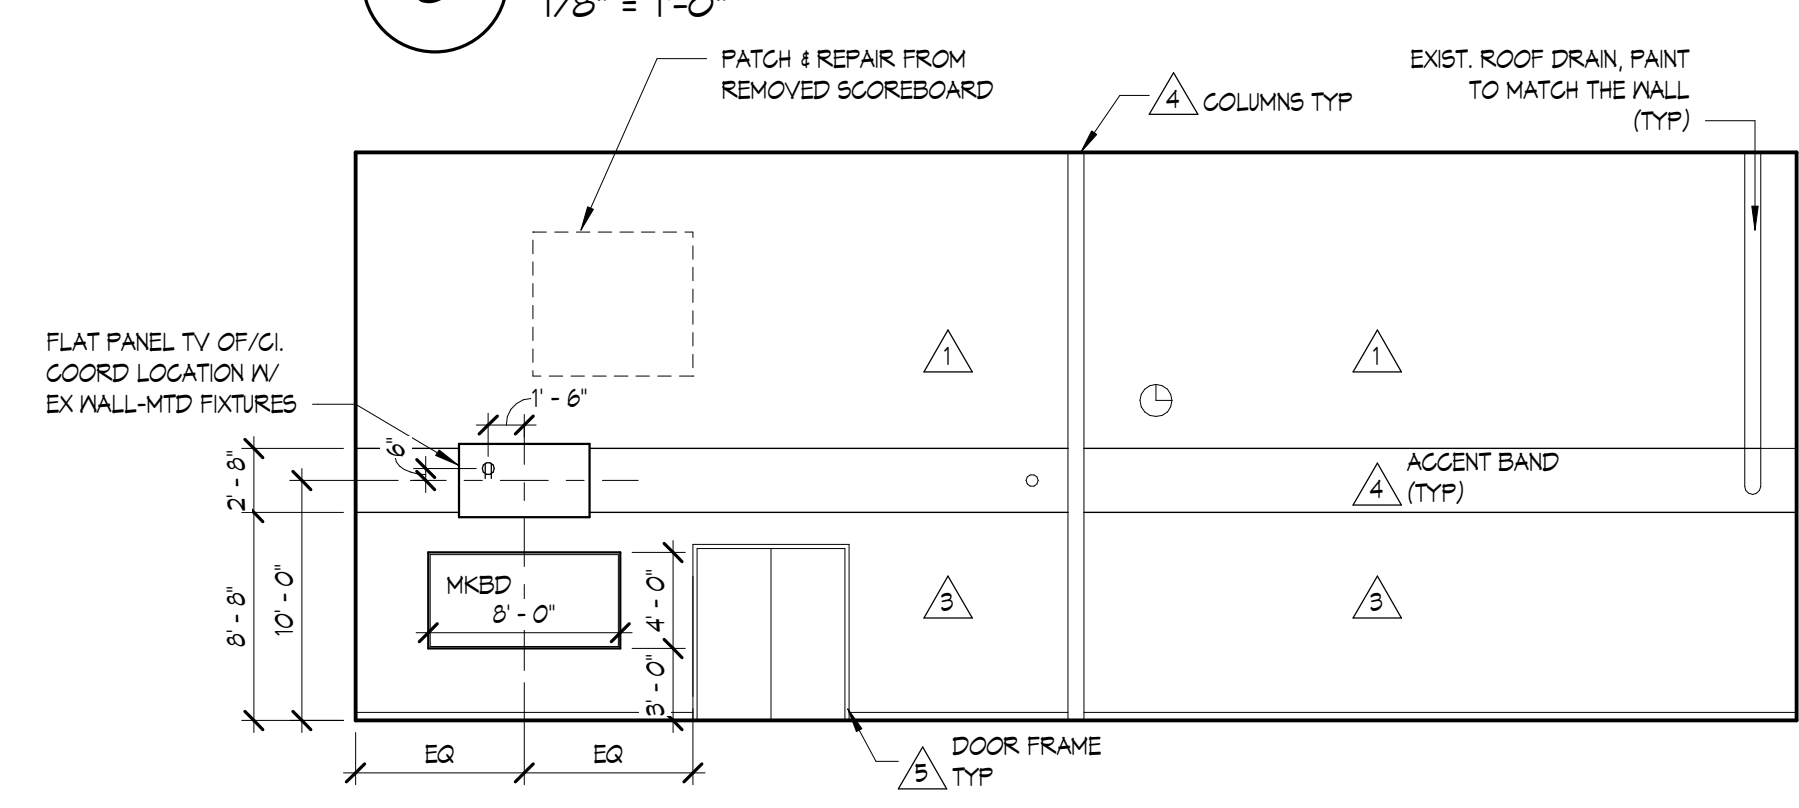 1/8" = 1'-0"
PATCH & REPAIR FROM
REMOVED SCOREBOARD
4 COLUMNS TYP
EXIST. ROOF DRAIN, PAINT
TO MATCH THE WALL
(TYP)
FLAT PANEL TV OF/CI.
COORD LOCATION W/
EX WALL-MTD FIXTURES
1
1
1' - 6"
6"
2' - 8"
ACCENT BAND
4 (TYP)
8' - 8"
10' - 0"
MKBD
8' - 0"
4' - 0"
3' - 0"
3
3
EQ
EQ
DOOR FRAME
5 TYP